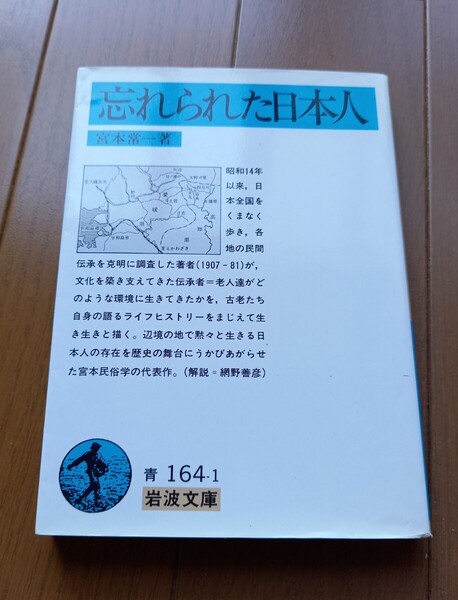 忘れられた日本人
宮本常一著
昭和14年
以来，日
本全国を
くまなく
歩き，各
地の民間
伝承を克明に調査した著者(1907－81)が，
文化を築き支えてきた伝承者＝老人達がど
のような環境に生きてきたかを，古老たち
自身の語るライフヒストリーをまじえて生
き生きと描く。辺境の地で黙々と生きる日
本人の存在を歴史の舞台にうかびあがらせ
た宮本民俗学の代表作。(解説＝網野善彦)
青 164-1
岩波文庫